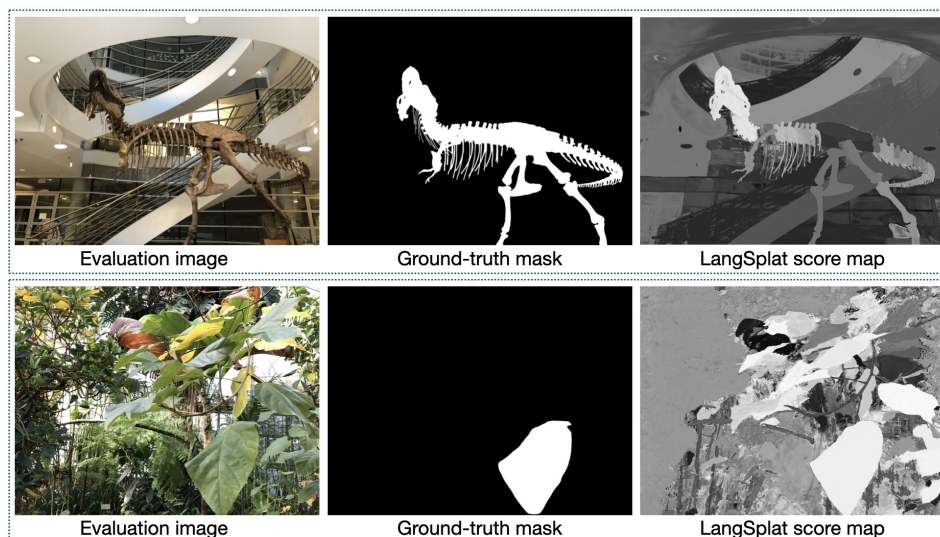 Evaluation image
Ground-truth mask
LangSplat score map
Evaluation image
Ground-truth mask
LangSplat score map